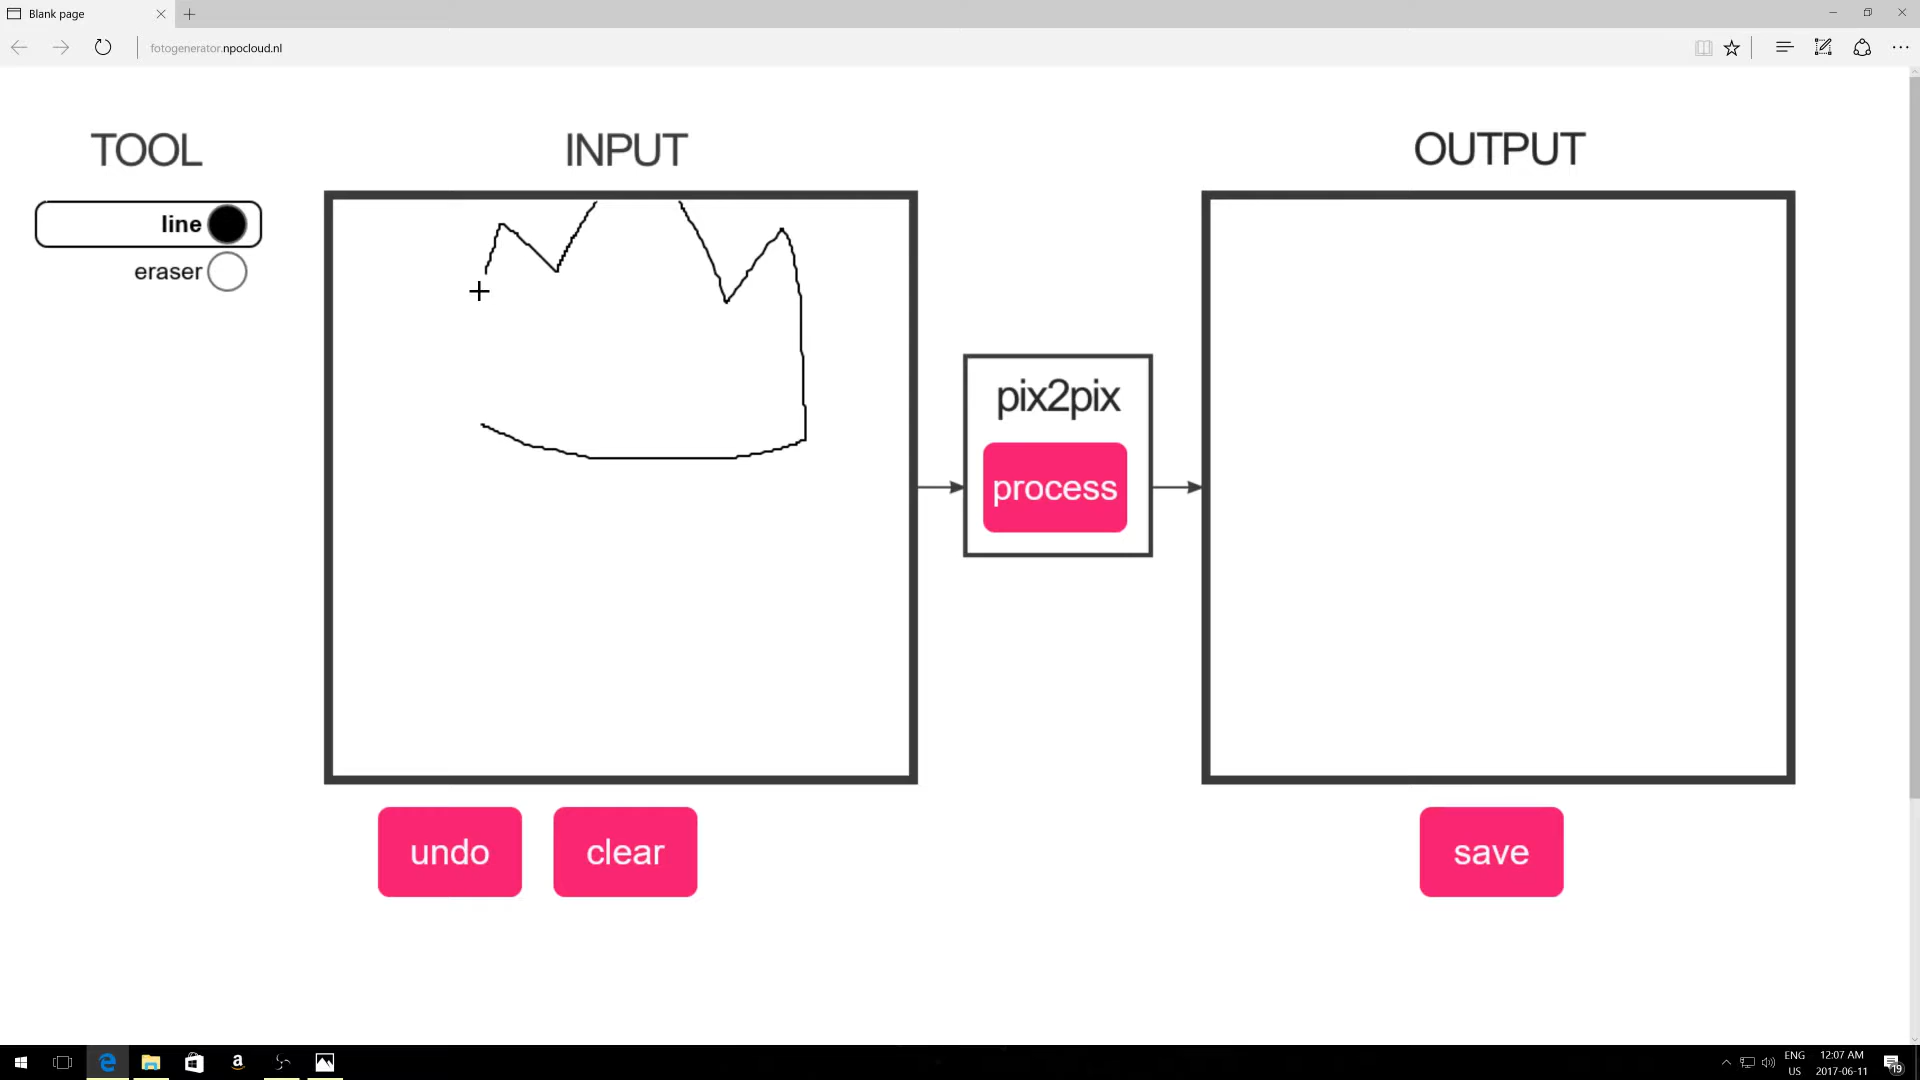 Blank page
fotogenerator.npocloud.nl
TOOL
INPUT
OUTPUT
line
eraser
pix2pix
process
undo
clear
save
ENG
US
12:07 AM
2017-06-11
19